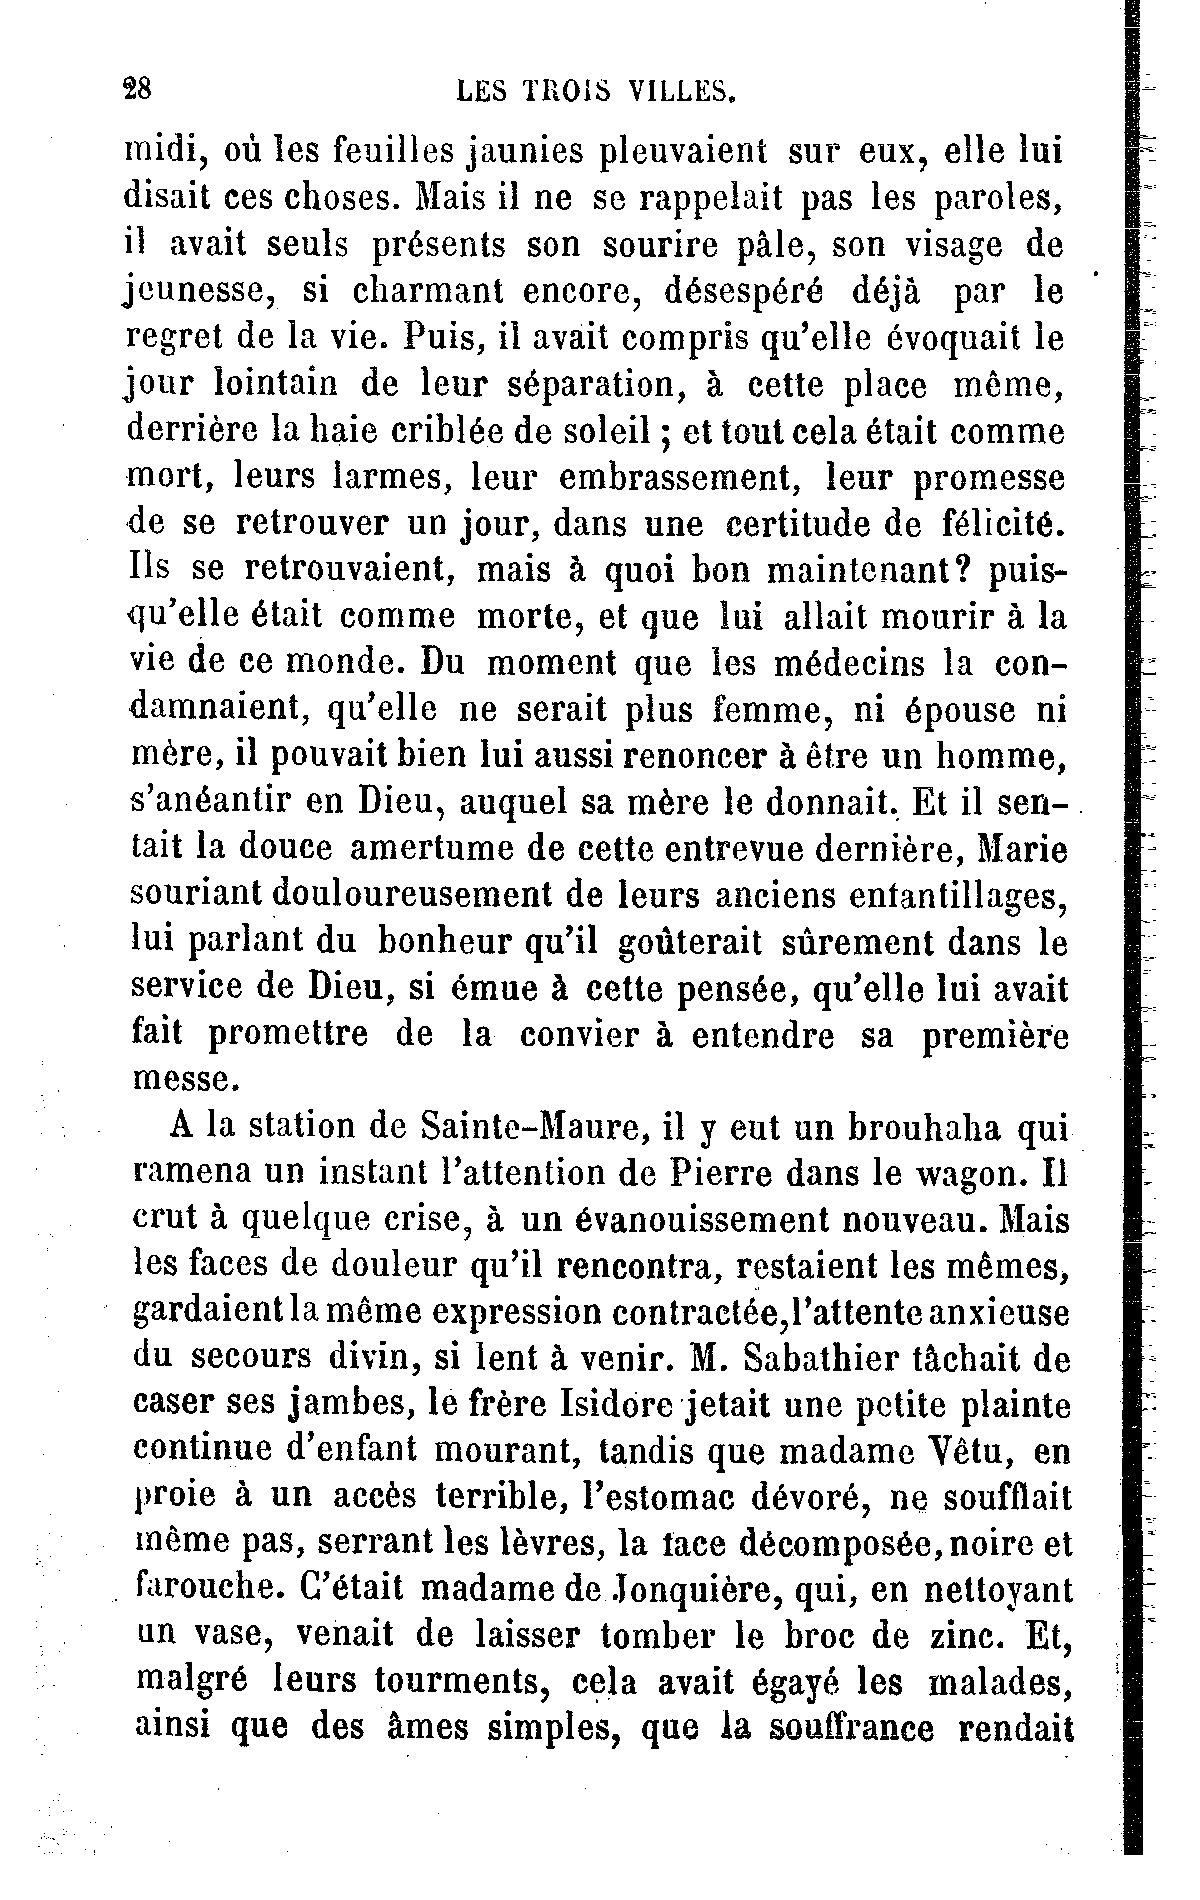 28 LES TROIS VILLES.
midi, où les feuilles jaunies pleuvaient sur eux, elle lui
disait ces choses. Mais il ne se rappelait pas les paroles,
il avait seuls présents son sourire pâle, son visage de
jeunesse, si charmant encore, désespéré déjà par le
regret de la vie. Puis, il avait compris qu'elle évoquait le
jour lointain de leur séparation, à cette place même,
derrière la haie criblée de soleil ; et tout cela était comme
mort, leurs larmes, leur embrassement, leur promesse
de se retrouver un jour, dans une certitude de félicité.
Ils se retrouvaient, mais à quoi bon maintenant? puis-
qu'elle était comme morte, et que lui allait mourir à la
vie de ce monde. Du moment que les médecins la con-
damnaient, qu'elle ne serait plus femme, ni épouse ni
mère, il pouvait bien lui aussi renoncer à être un homme,
s'anéantir en Dieu, auquel sa mère le donnait. Et il sen-
tait la douce amertume de cette entrevue dernière, Marie
souriant douloureusement de leurs anciens enfantillages,
lui parlant du bonheur qu'il goûterait sûrement dans le
service de Dieu, si émue à cette pensée, qu'elle lui avait
fait promettre de la convier à entendre sa première
messe.
A la station de Sainte-Maure, il y eut un brouhaha qui
ramena un instant l'attention de Pierre dans le wagon. Il
crut à quelque crise, à un évanouissement nouveau. Mais
les faces de douleur qu'il rencontra, restaient les mêmes,
gardaient la même expression contractée, l'attente anxieuse
du secours divin, si lent à venir. M. Sabathier tâchait de
caser ses jambes, le frère Isidore jetait une petite plainte
continue d'enfant mourant, tandis que madame Vêtu, en
proie à un accès terrible, l'estomac dévoré, ne soufflait
même pas, serrant les lèvres, la face décomposée, noire et
farouche. C'était madame de Jonquière, qui, en nettoyant
un vase, venait de laisser tomber le broc de zinc. Et,
malgré leurs tourments, cela avait égayé les malades,
ainsi que des âmes simples, que la souffrance rendait